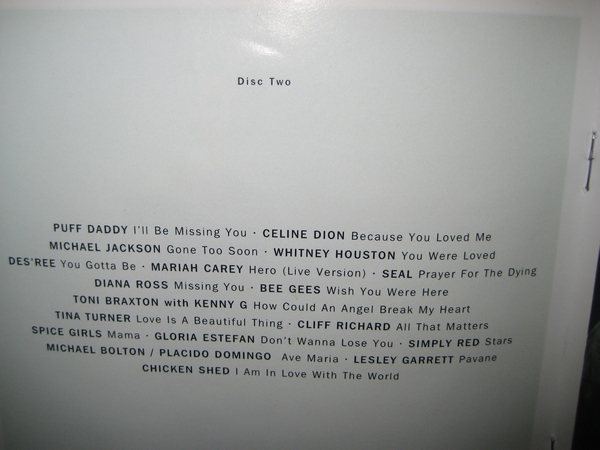 Disc Two
PUFF DADDY I'll Be Missing You · CELINE DION Because You Loved Me
MICHAEL JACKSON Gone Too Soon · WHITNEY HOUSTON You Were Loved
DES'REE You Gotta Be · MARIAH CAREY Hero (Live Version) · SEAL Prayer For The Dying
DIANA ROSS Missing You · BEE GEES Wish You Were Here
TONI BRAXTON with KENNY G How Could An Angel Break My Heart
TINA TURNER Love Is A Beautiful Thing · CLIFF RICHARD All That Matters
SPICE GIRLS Mama · GLORIA ESTEFAN Don't Wanna Lose You · SIMPLY RED Stars
MICHAEL BOLTON / PLACIDO DOMINGO Ave Maria · LESLEY GARRETT Pavane
CHICKEN SHED I Am In Love With The World